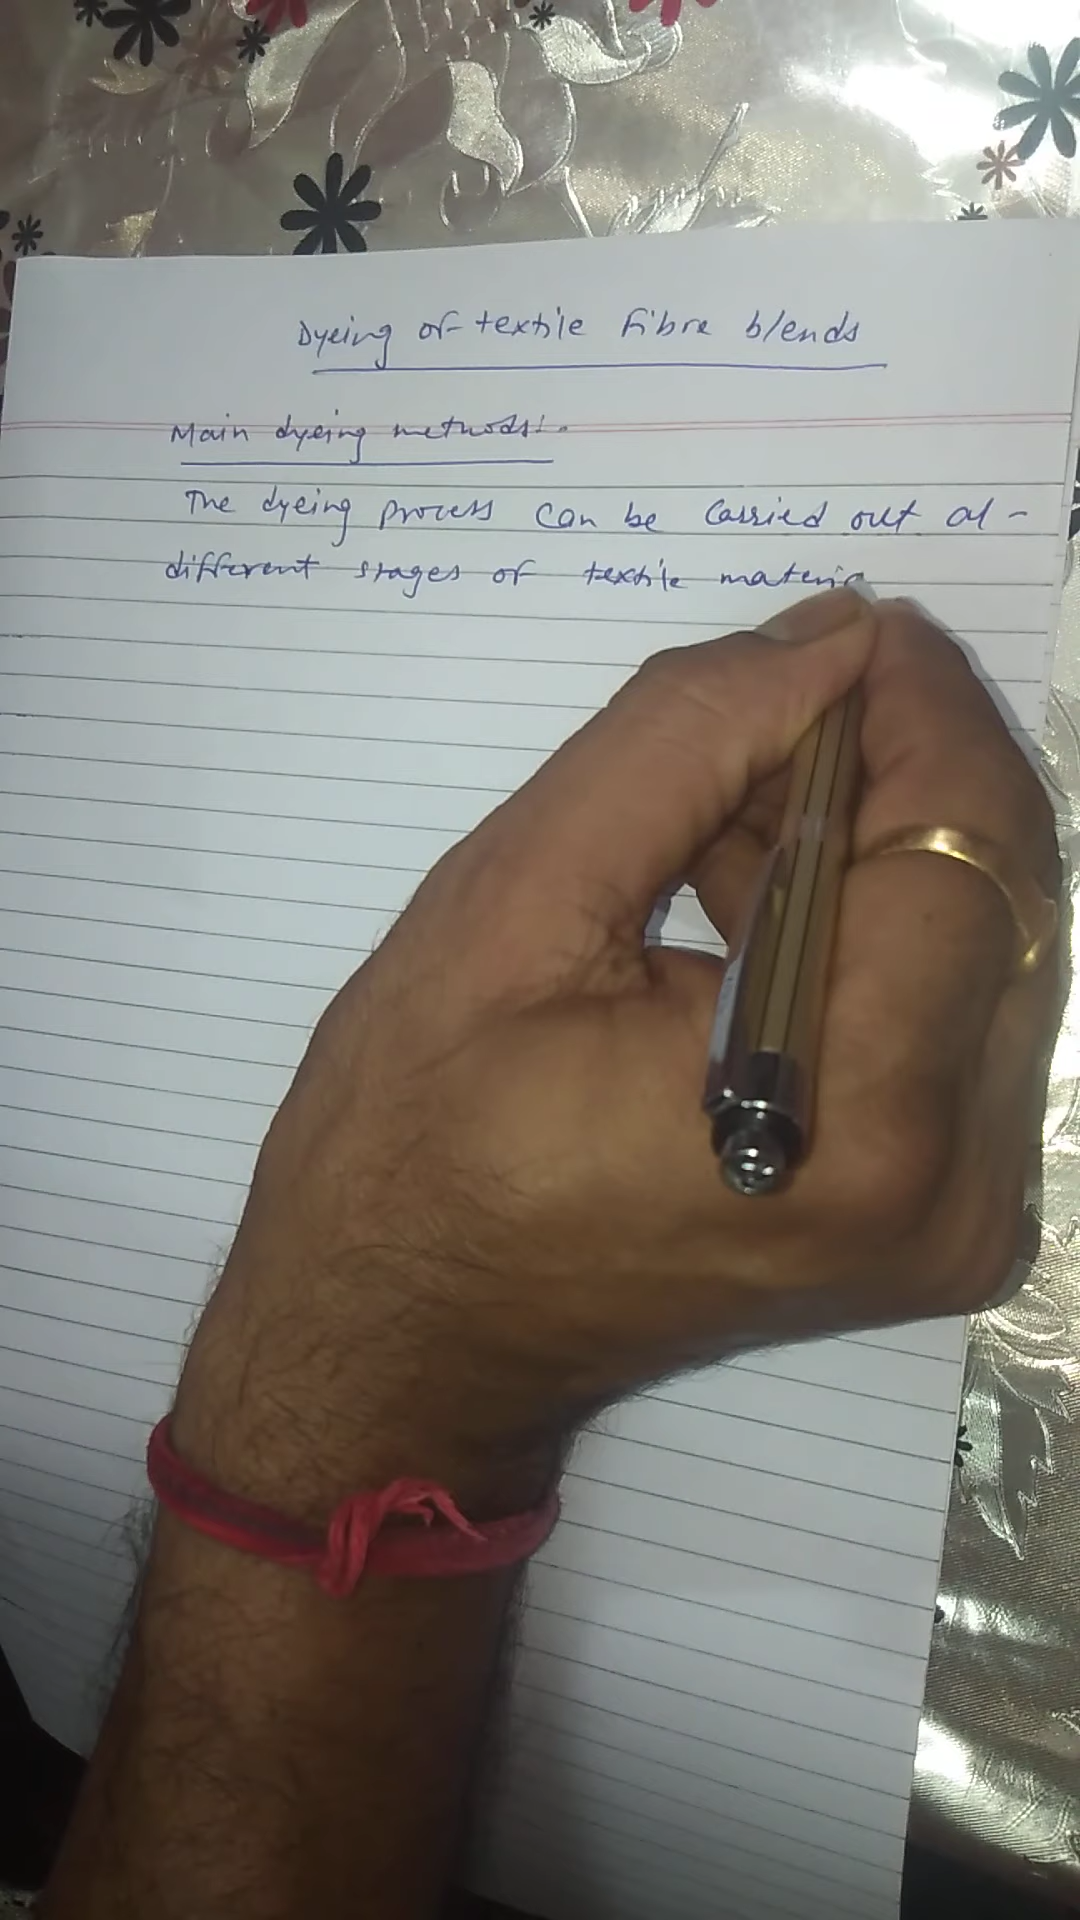 Dyeing of textile fibre blends
Main dyeing methods:-
The dyeing process can be carried out at
different stages of textile materia